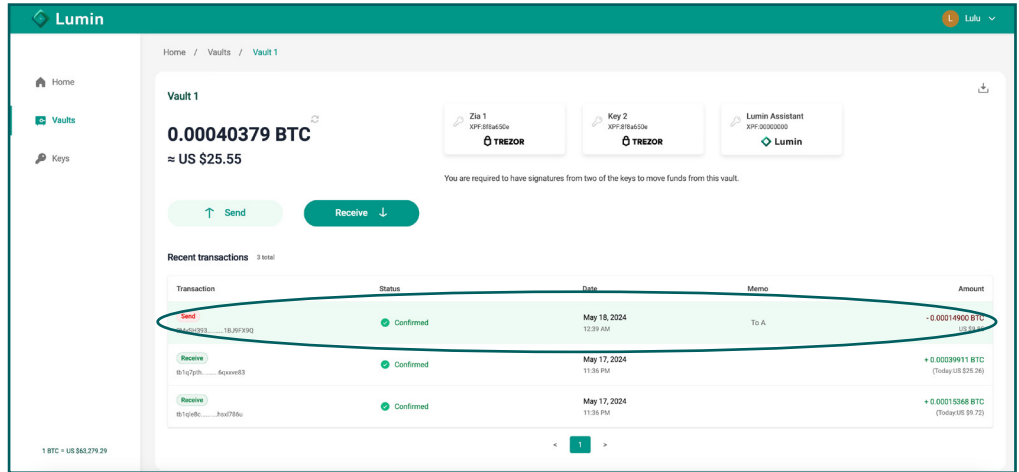 Lumin
L Lulu
Home / Vaults / Vault 1
Home
Vaults
Keys
Vault 1
0.00040379 BTC
≈ US $25.55
Zia 1
XPF:8f8a650e
TREZOR
Key 2
XPF:8f8a650e
TREZOR
Lumin Assistant
XPF:00000000
Lumin
You are required to have signatures from two of the keys to move funds from this vault.
↑ Send
Receive ↓
Recent transactions 3 total
Transaction Status Date Memo Amount
Send Confirmed May 18, 2024 To A - 0.00014900 BTC
1BJ9FX9Q 12:39 AM US
Receive Confirmed May 17, 2024 + 0.00039911 BTC
tb1q7pth........6qxxve83 11:36 PM (Today:US $25.26)
Receive Confirmed May 17, 2024 + 0.00015368 BTC
11:36 PM (Today:US $9.72)
< 1 >
1 BTC = US $63,279.29